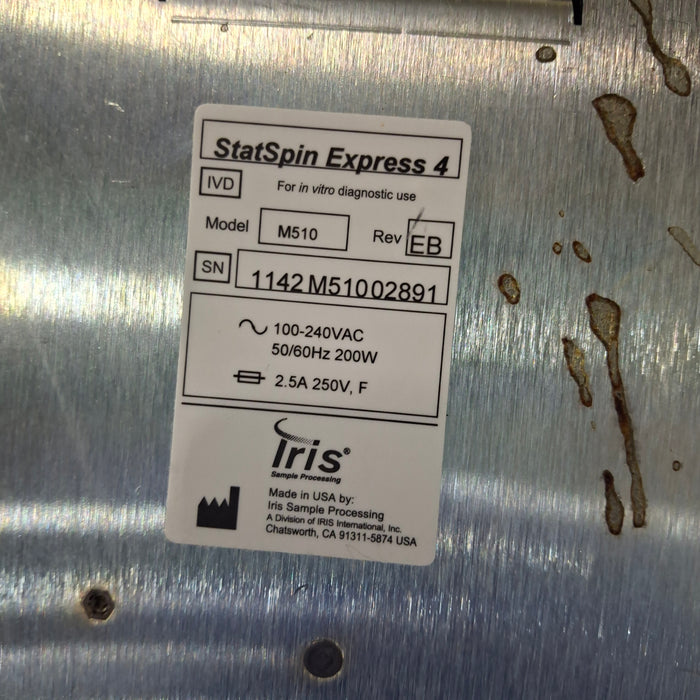 StatSpin Express 4
IVD
For in vitro diagnostic use
Model M510 Rev EB
SN 1142M51002891
100-240VAC
50/60Hz 200W
2.5A 250V, F
Iris®
Sample Processing
Made in USA by:
Iris Sample Processing
A Division of IRIS International, Inc.
Chatsworth, CA 91311-5874 USA